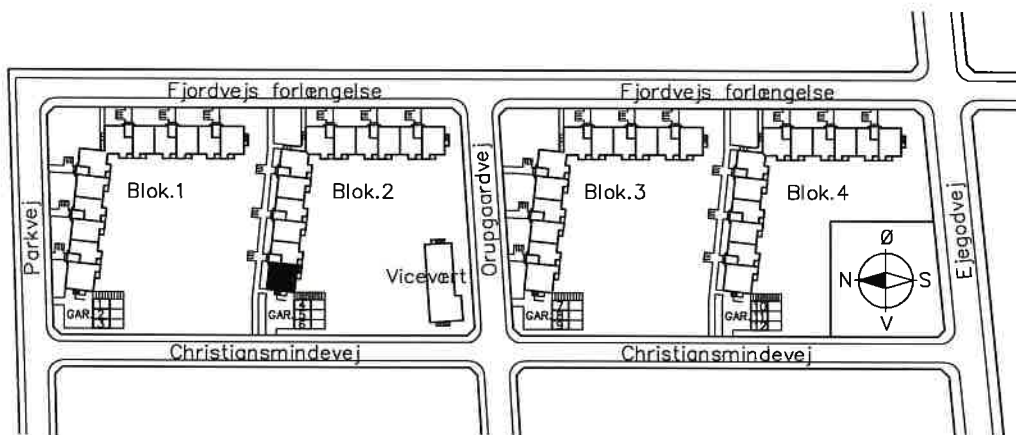 Fjordvejs forlængelse
Fjordvejs forlængelse
Parkvej
Blok.1
Blok.2
Orupgaardvej
Blok.3
Blok.4
Ejegodvej
Vicevært
Ø
N
S
V
GAR.
1
2
3
GAR.
4
5
6
GAR.
7
8
9
GAR.
10
11
12
Christiansmindevej
Christiansmindevej